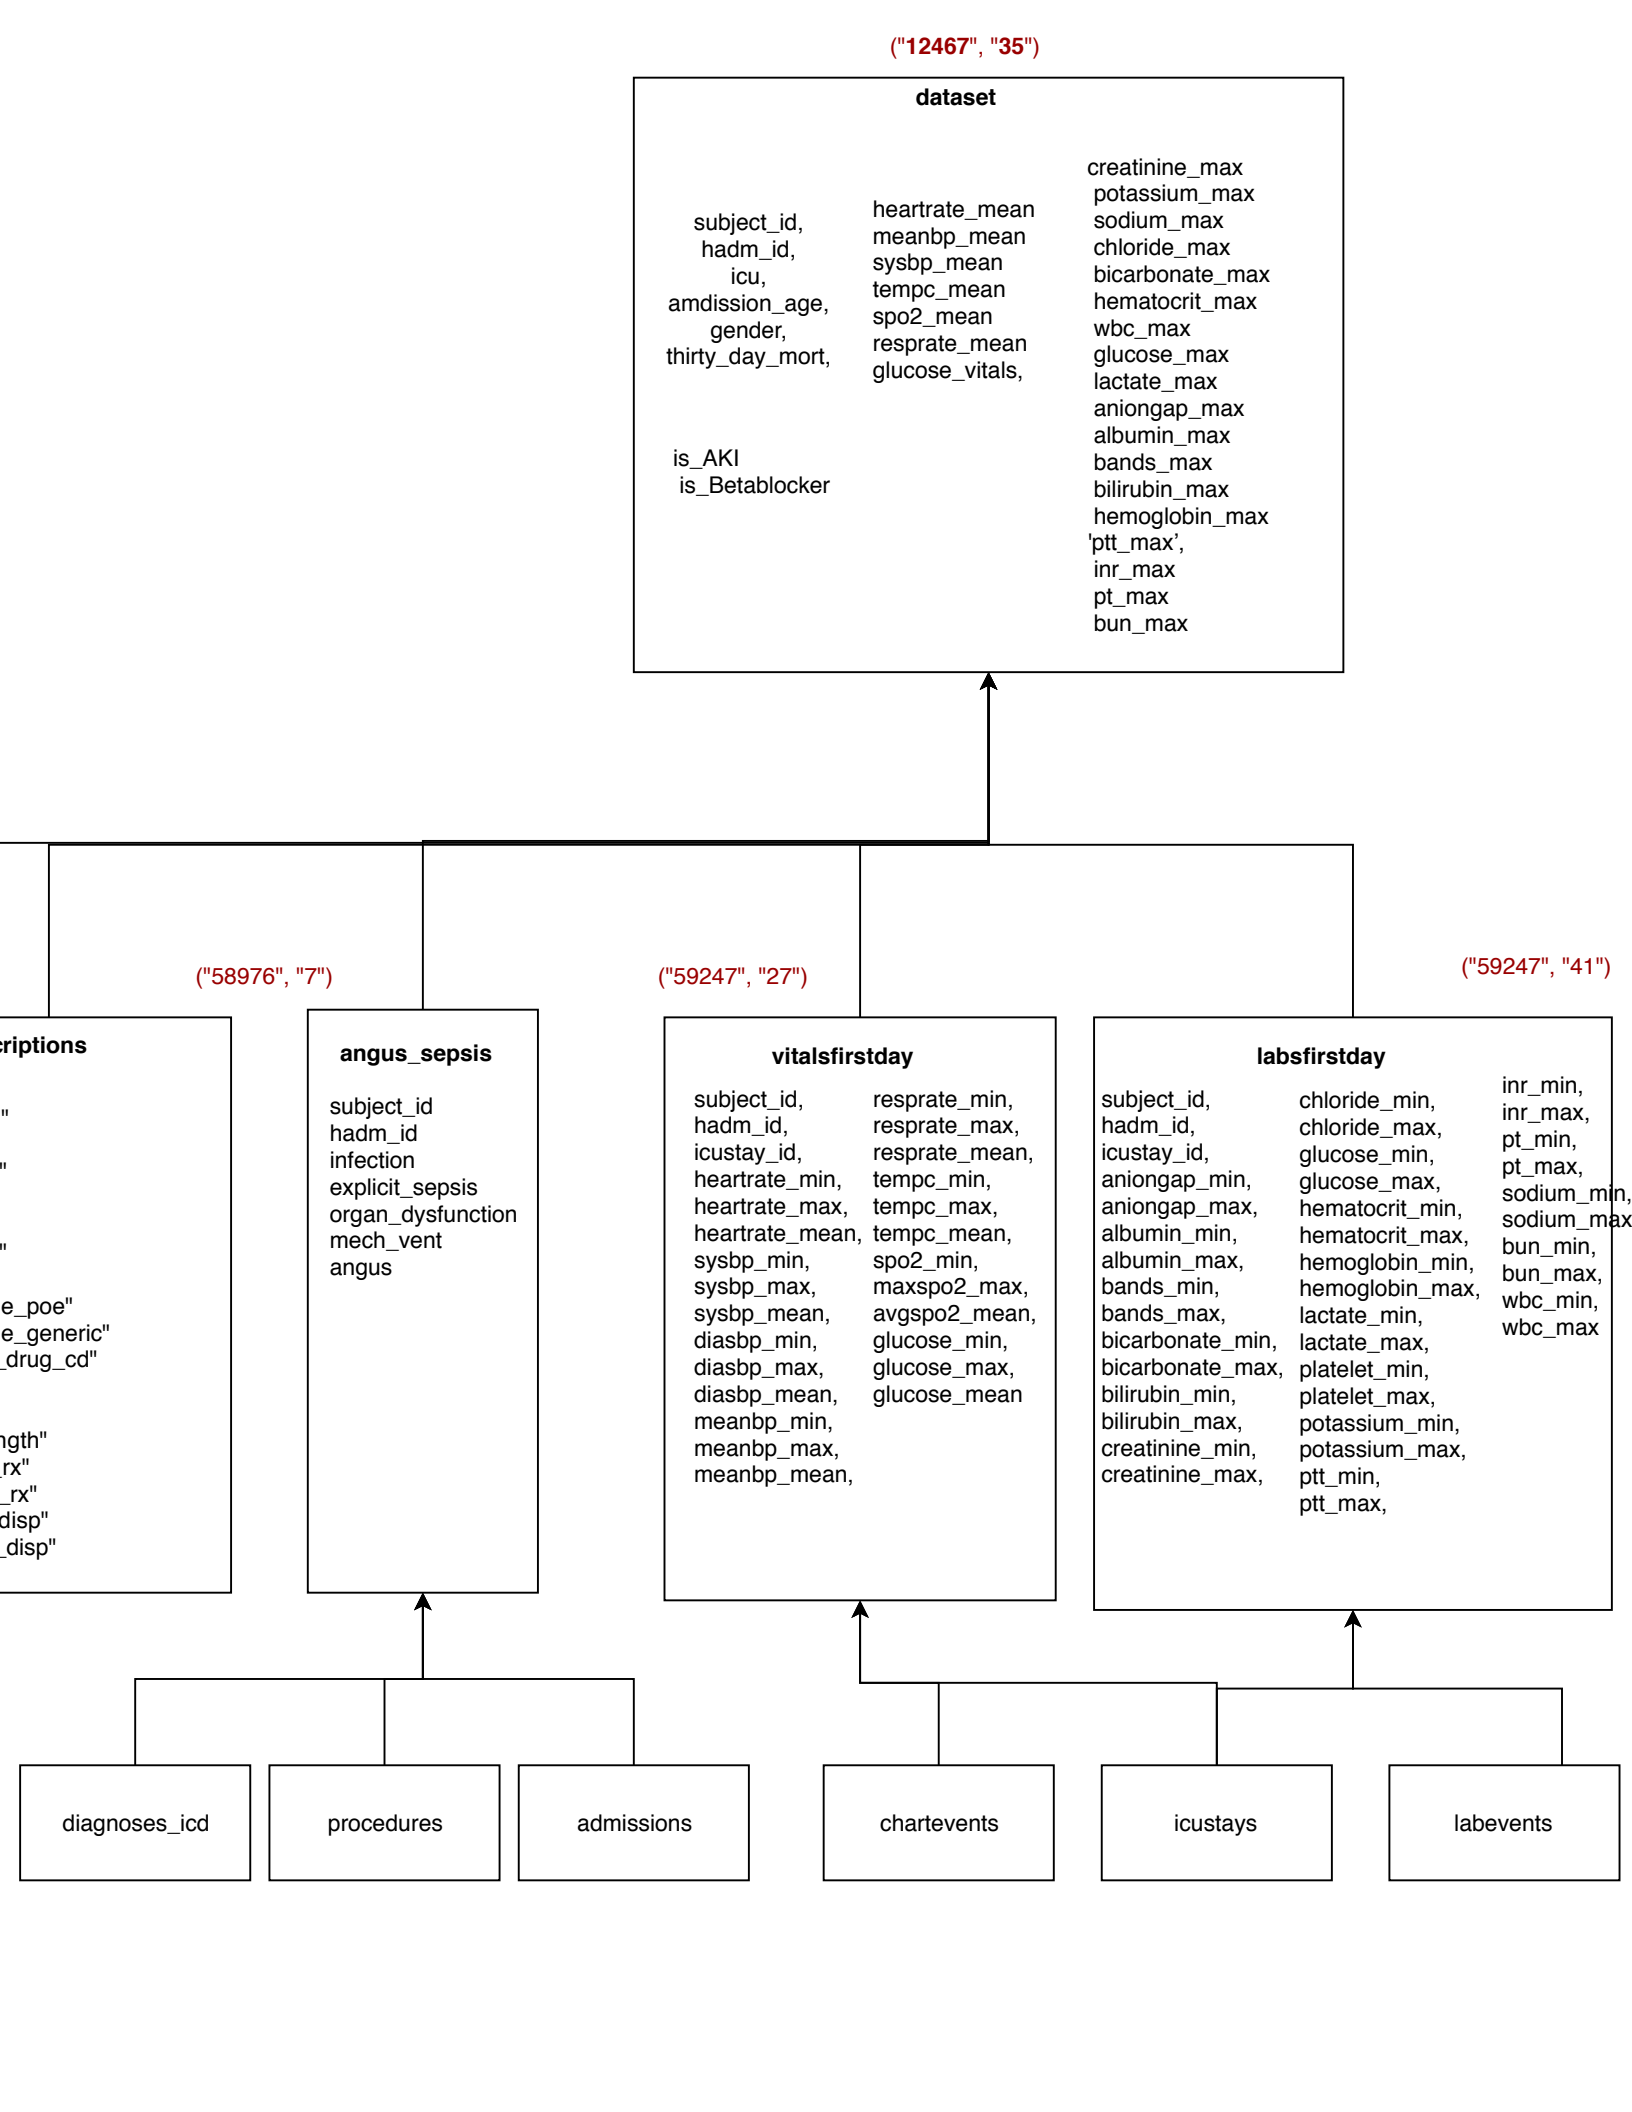 ("12467", "35")
dataset
subject_id,
hadm_id,
icu,
amdission_age,
gender,
thirty_day_mort,
is_AKI
is_Betablocker
heartrate_mean
meanbp_mean
sysbp_mean
tempc_mean
spo2_mean
resprate_mean
glucose_vitals,
creatinine_max
potassium_max
sodium_max
chloride_max
bicarbonate_max
hematocrit_max
wbc_max
glucose_max
lactate_max
aniongap_max
albumin_max
bands_max
bilirubin_max
hemoglobin_max
'ptt_max’,
inr_max
pt_max
bun_max
criptions
"
"
"
e_poe"
e_generic"
_drug_cd"
ngth"
_rx"
_rx"
disp"
_disp"
("58976", "7")
angus_sepsis
subject_id
hadm_id
infection
explicit_sepsis
organ_dysfunction
mech_vent
angus
("59247", "27")
vitalsfirstday
subject_id,
hadm_id,
icustay_id,
heartrate_min,
heartrate_max,
heartrate_mean,
sysbp_min,
sysbp_max,
sysbp_mean,
diasbp_min,
diasbp_max,
diasbp_mean,
meanbp_min,
meanbp_max,
meanbp_mean,
resprate_min,
resprate_max,
resprate_mean,
tempc_min,
tempc_max,
tempc_mean,
spo2_min,
maxspo2_max,
avgspo2_mean,
glucose_min,
glucose_max,
glucose_mean
("59247", "41")
labsfirstday
subject_id,
hadm_id,
icustay_id,
aniongap_min,
aniongap_max,
albumin_min,
albumin_max,
bands_min,
bands_max,
bicarbonate_min,
bicarbonate_max,
bilirubin_min,
bilirubin_max,
creatinine_min,
creatinine_max,
chloride_min,
chloride_max,
glucose_min,
glucose_max,
hematocrit_min,
hematocrit_max,
hemoglobin_min,
hemoglobin_max,
lactate_min,
lactate_max,
platelet_min,
platelet_max,
potassium_min,
potassium_max,
ptt_min,
ptt_max,
inr_min,
inr_max,
pt_min,
pt_max,
sodium_min,
sodium_max
bun_min,
bun_max,
wbc_min,
wbc_max
diagnoses_icd
procedures
admissions
chartevents
icustays
labevents